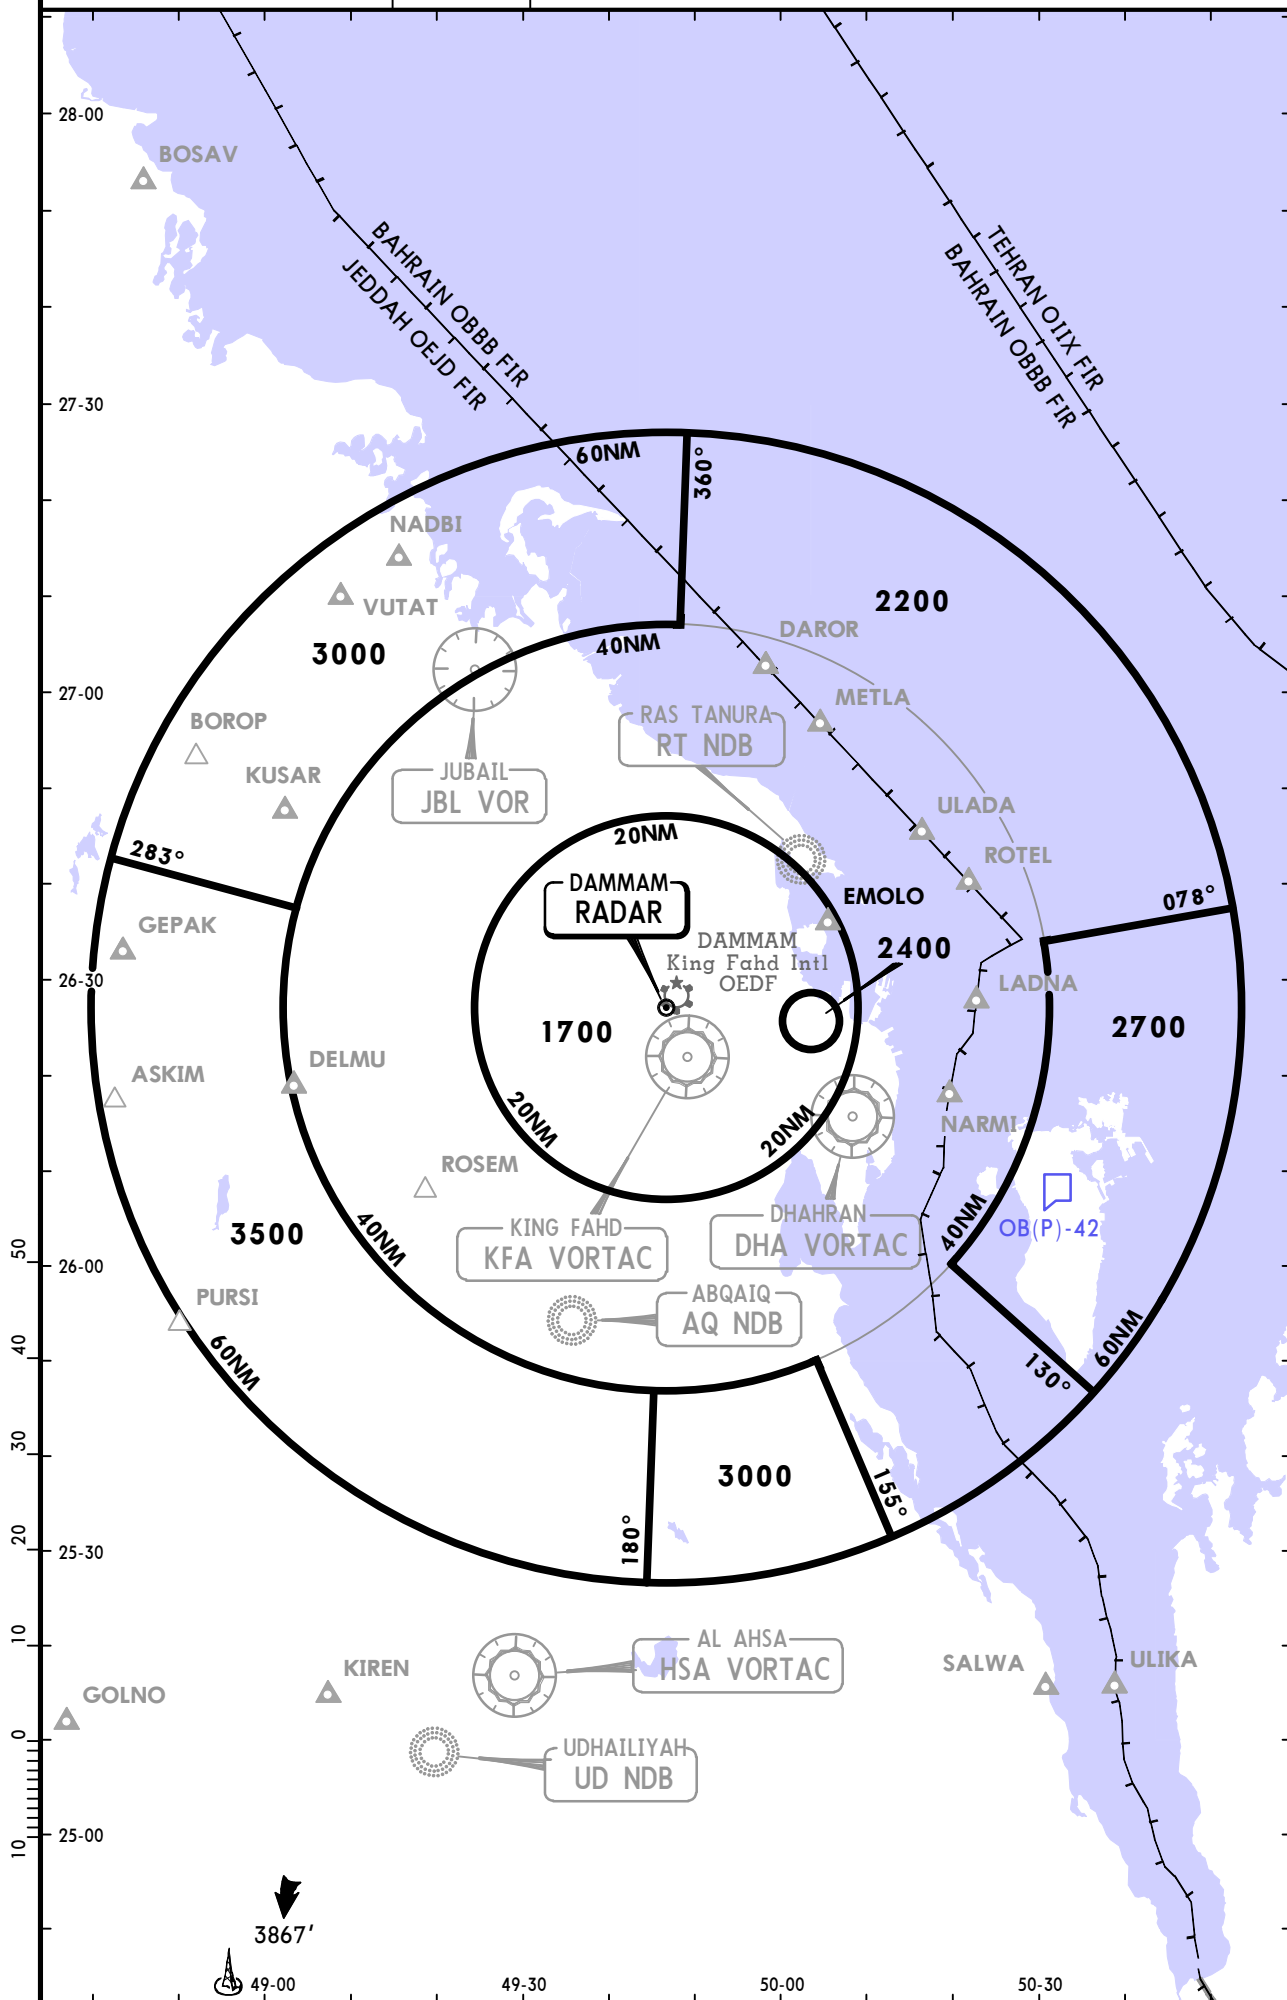 28-00
BOSAV
BAHRAIN OBBB FIR
JEDDAH OEJD FIR
TEHRAN OIIX FIR
BAHRAIN OBBB FIR
27-30
60NM
360°
NADBI
VUTAT
3000
2200
40NM
DAROR
27-00
METLA
BOROP
RAS TANURA
RT NDB
KUSAR
JUBAIL
JBL VOR
ULADA
20NM
ROTEL
283°
DAMMAM
RADAR
EMOLO
078°
GEPAK
DAMMAM
King Fahd Intl
OEDF
2400
26-30
LADNA
1700
2700
DELMU
ASKIM
20NM
20NM
NARMI
ROSEM
3500
40NM
KING FAHD
KFA VORTAC
DHAHRAN
DHA VORTAC
40NM
OB(P)-42
50
26-00
PURSI
ABQAIQ
AQ NDB
40
60NM
130°
60NM
30
3000
155°
180°
20
25-30
10
AL AHSA
HSA VORTAC
KIREN
SALWA
ULIKA
GOLNO
0
UDHAILIYAH
UD NDB
10
25-00
3867'
49-00
49-30
50-00
50-30